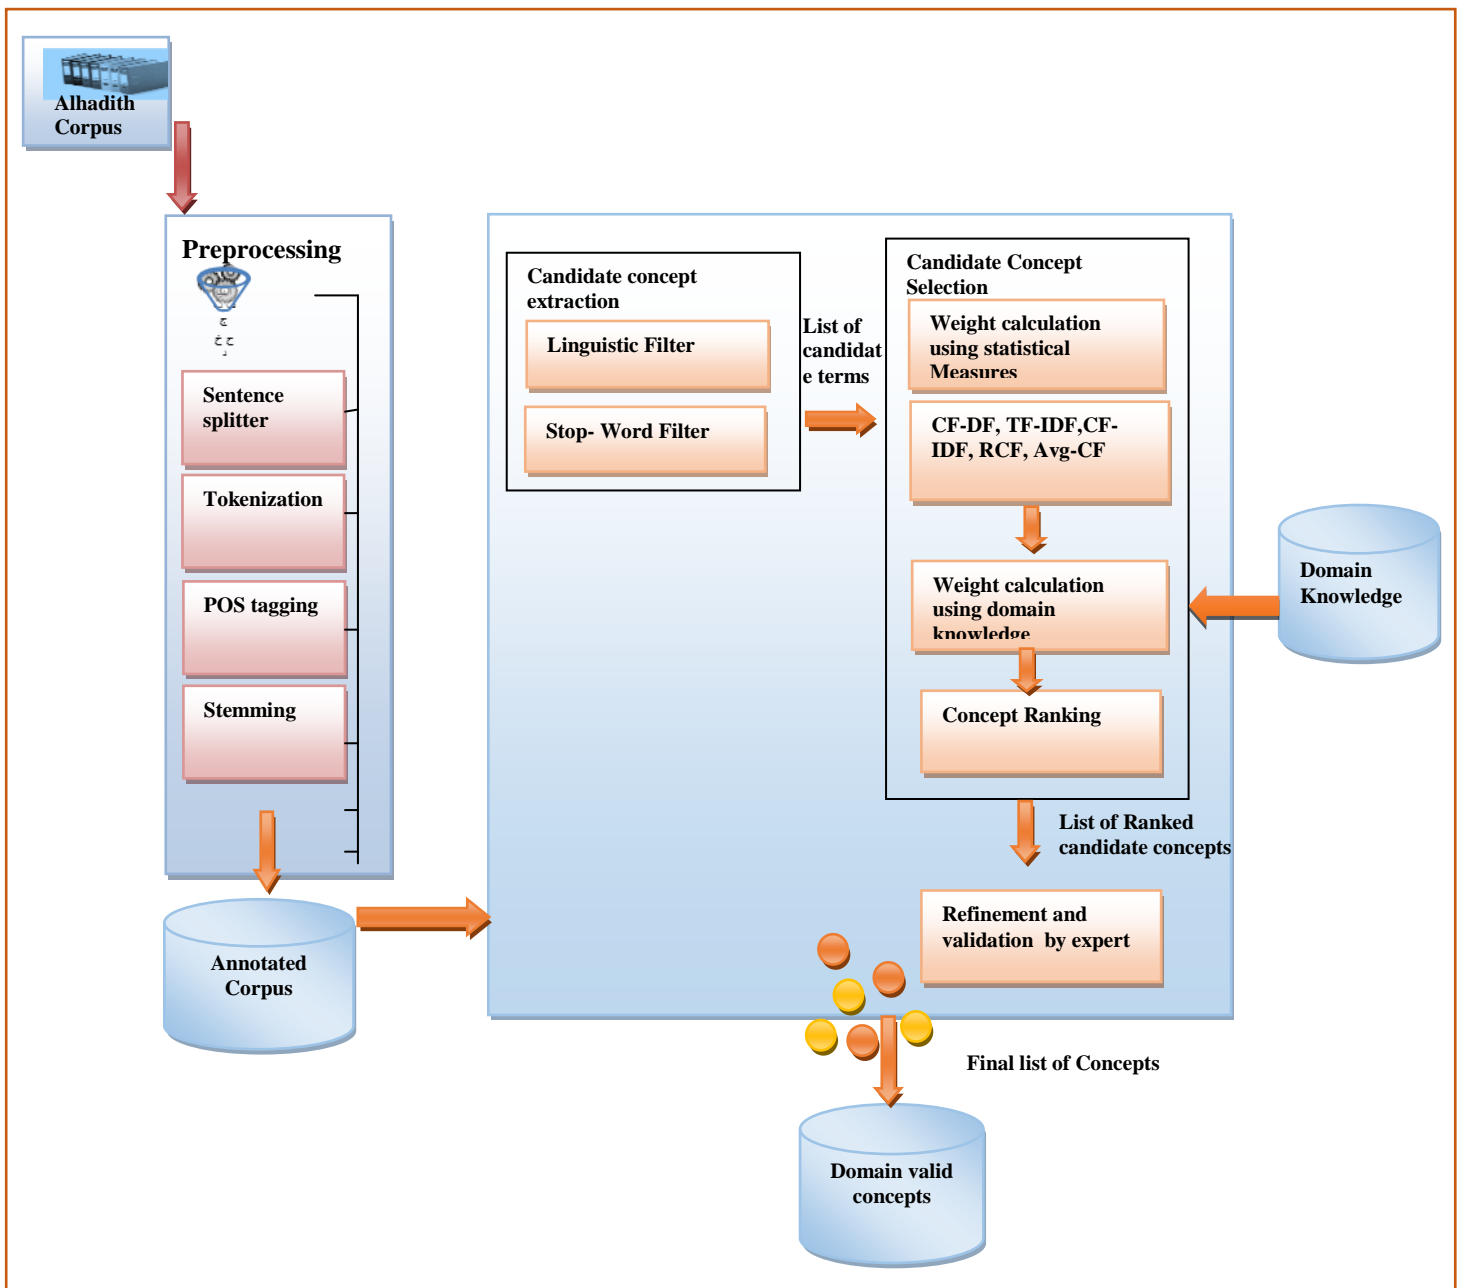 Alhadith
Corpus
Preprocessing
ج
ح خ
Sentence
splitter
Tokenization
POS tagging
Stemming
Annotated
Corpus
Candidate concept
extraction
Linguistic Filter
Stop- Word Filter
List of
candidat
e terms
Candidate Concept
Selection
Weight calculation
using statistical
Measures
CF-DF, TF-IDF,CF-
IDF, RCF, Avg-CF
Weight calculation
using domain
knowledge
Concept Ranking
Domain
Knowledge
List of Ranked
candidate concepts
Refinement and
validation  by expert
Final list of Concepts
Domain valid
concepts